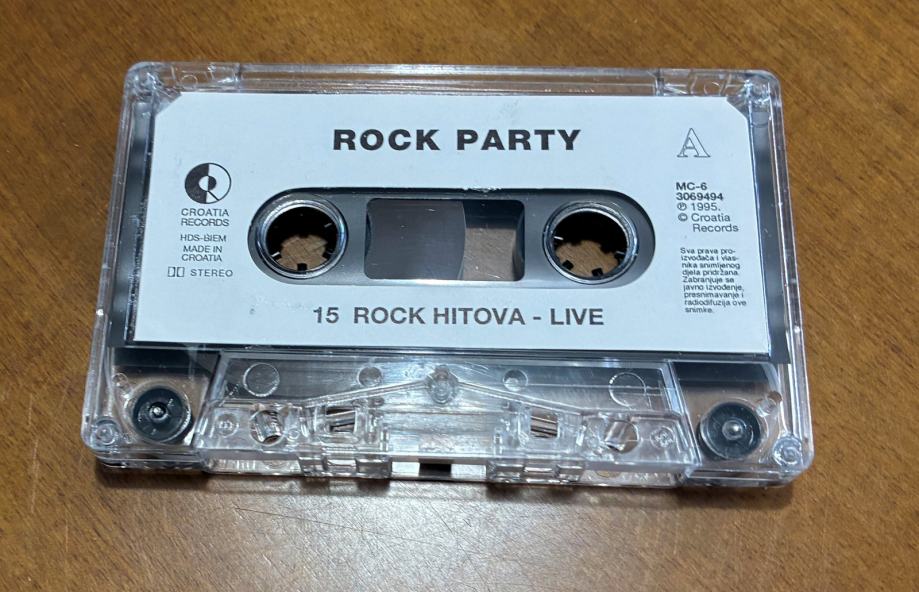 ROCK PARTY
A
CROATIA
RECORDS
HDS-BIEM
MADE IN
CROATIA
STEREO
MC-6
3069494
℗ 1995.
© Croatia
Records
Sva prava pro-
izvođača i vlas-
nika snimljenog
djela pridržana.
Zabranjuje se
javno izvođenje,
presnimavanje i
radiodifuzija ove
snimke.
15 ROCK HITOVA - LIVE